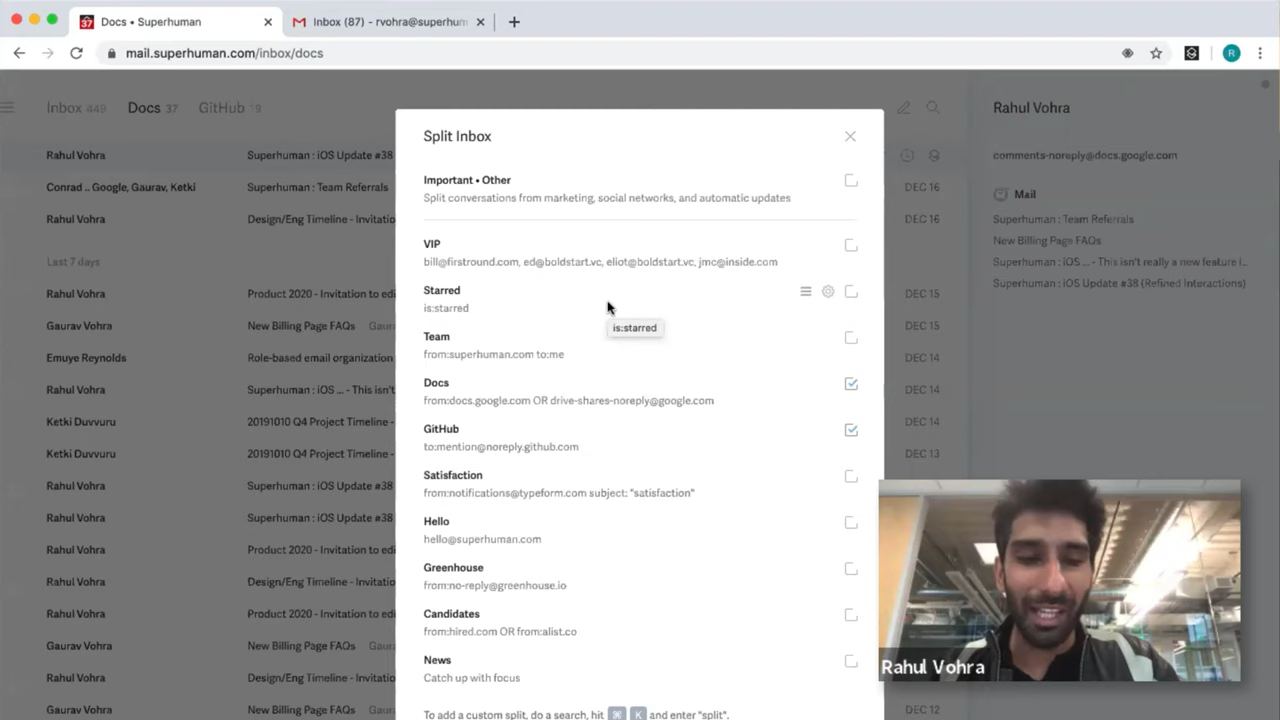 Docs • Superhuman
Inbox (87) - rvohra@superhum
mail.superhuman.com/inbox/docs
R
Inbox 449 Docs 37 GitHub
Rahul Vohra
Rahul Vohra Superhuman : iOS Update #38
comments-noreply@docs.google.com
Conrad .. Google, Gaurav, Ketki Superhuman : Team Referrals DEC 16
Mail
Rahul Vohra Design/Eng Timeline - Invitatio DEC 16
Superhuman : Team Referrals
New Billing Page FAQs
Last 7 days
Superhuman : iOS ... - This isn't really a new feature i...
Superhuman : iOS Update #38 (Refined Interactions)
Rahul Vohra Product 2020 - Invitation to edi DEC 15
Gaurav Vohra New Billing Page FAQs Gaur DEC 15
Emuye Reynolds Role-based email organization DEC 14
Rahul Vohra Superhuman : iOS ... - This isn't DEC 14
Ketki Duvvuru 20191010 Q4 Project Timeline - DEC 14
Ketki Duvvuru 20191010 Q4 Project Timeline - DEC 13
Rahul Vohra Superhuman : iOS Update #38
Rahul Vohra Superhuman : iOS Update #38
Rahul Vohra Product 2020 - Invitation to edi
Rahul Vohra Design/Eng Timeline - Invitatio
Rahul Vohra Product 2020 - Invitation to edi
Gaurav Vohra New Billing Page FAQs Gaur
Rahul Vohra Superhuman : iOS ... - This isn't
Gaurav Vohra New Billing Page FAQs Gaur DEC 12
Split Inbox
Important • Other
Split conversations from marketing, social networks, and automatic updates
VIP
bill@firstround.com, ed@boldstart.vc, eliot@boldstart.vc, jmc@inside.com
Starred
is:starred
is:starred
Team
from:superhuman.com to:me
Docs
from:docs.google.com OR drive-shares-noreply@google.com
GitHub
to:mention@noreply.github.com
Satisfaction
from:notifications@typeform.com subject: "satisfaction"
Hello
hello@superhuman.com
Greenhouse
from:no-reply@greenhouse.io
Candidates
from:hired.com OR from:alist.co
News
Catch up with focus
To add a custom split, do a search, hit ⌘ K and enter "split".
Rahul Vohra